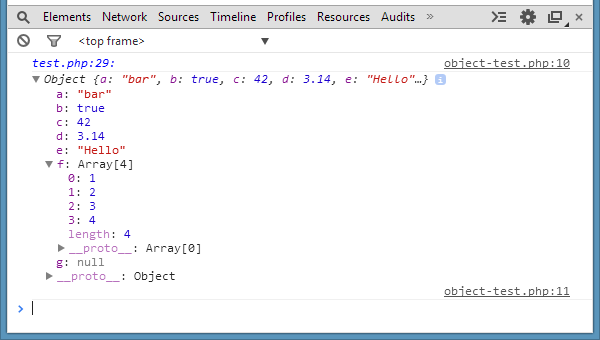 Elements Network Sources Timeline Profiles Resources Audits »
<top frame> ▼
test.php:29: object-test.php:10
▼Object {a: "bar", b: true, c: 42, d: 3.14, e: "Hello"…} i
a: "bar"
b: true
c: 42
d: 3.14
e: "Hello"
▼f: Array[4]
0: 1
1: 2
2: 3
3: 4
length: 4
▶__proto__: Array[0]
g: null
▶__proto__: Object
object-test.php:11
>